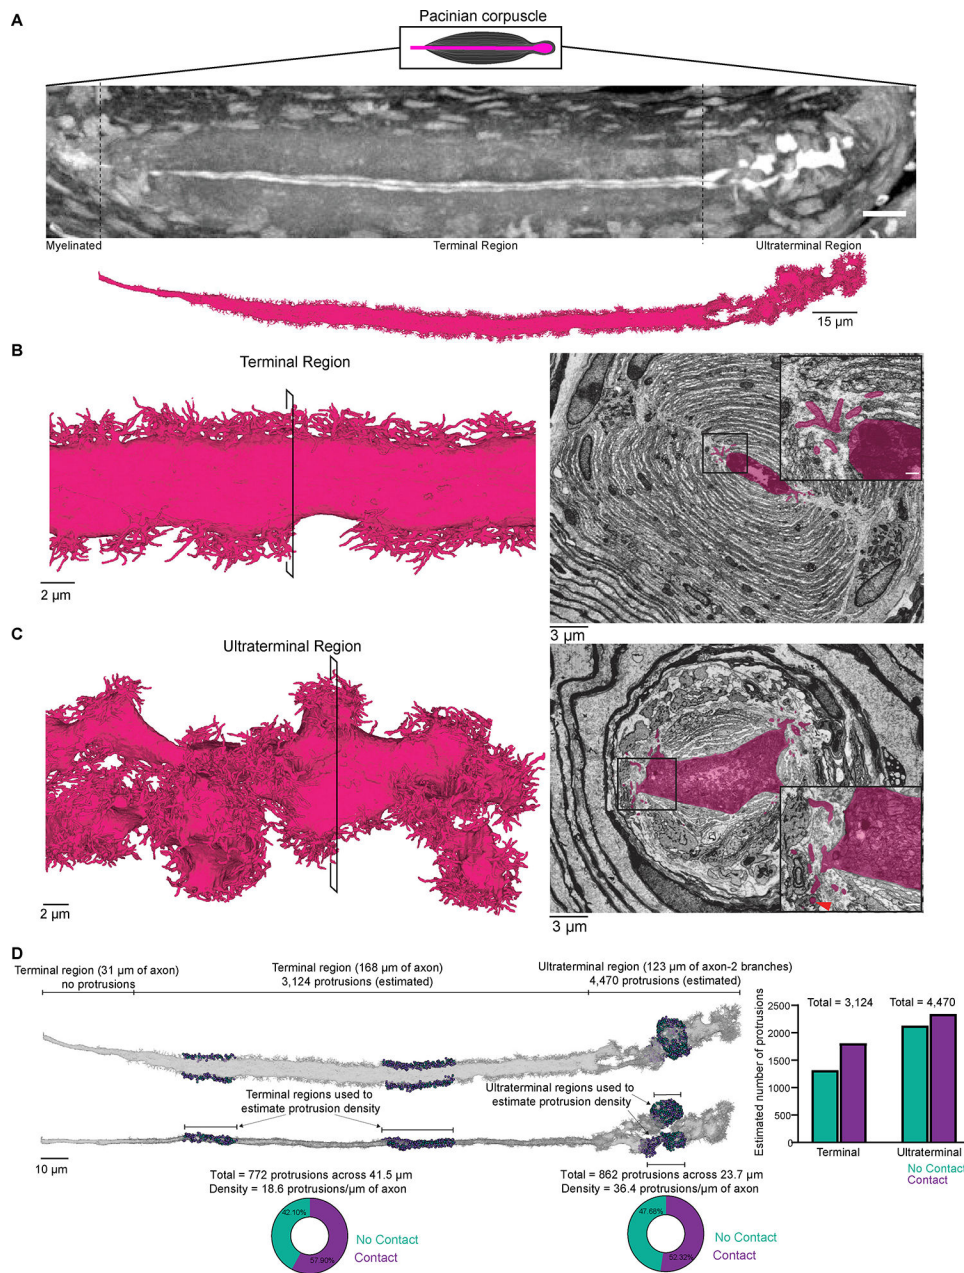 A
Pacinian corpuscle
Myelinated
Terminal Region
Ultraterminal Region
15 μm
B
Terminal Region
2 μm
3 μm
C
Ultraterminal Region
2 μm
3 μm
D
Terminal region (31 μm of axon)
no protrusions
Terminal region (168 μm of axon)
3,124 protrusions (estimated)
Ultraterminal region (123 μm of axon-2 branches)
4,470 protrusions (estimated)
Terminal regions used to
estimate protrusion density
Ultraterminal regions used to
estimate protrusion density
10 μm
Total = 772 protrusions across 41.5 μm
Density = 18.6 protrusions/μm of axon
42.10%
57.90%
No Contact
Contact
Total = 862 protrusions across 23.7 μm
Density = 36.4 protrusions/μm of axon
47.68%
52.32%
No Contact
Contact
Estimated number of protrusions
2500
2000
1500
1000
500
0
Total = 3,124
Total = 4,470
Terminal
Ultraterminal
No Contact
Contact